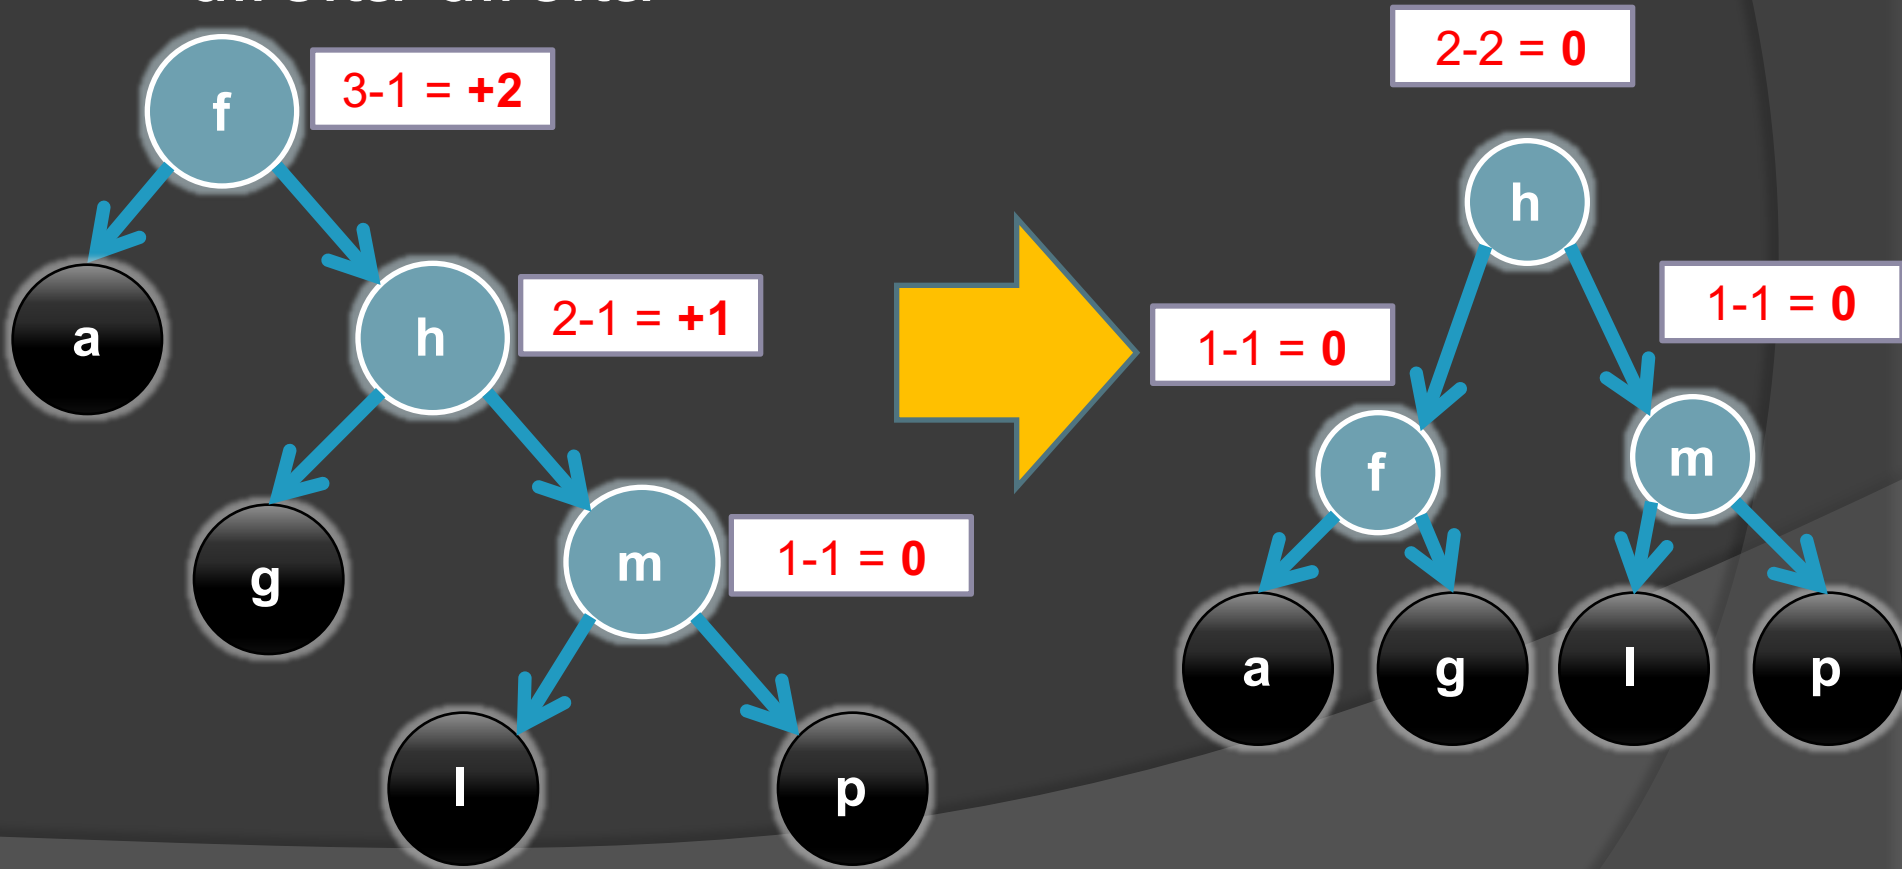 f
3-1 = +2
a
h
2-1 = +1
g
m
1-1 = 0
l
p
2-2 = 0
h
1-1 = 0
1-1 = 0
f
m
a
g
l
p